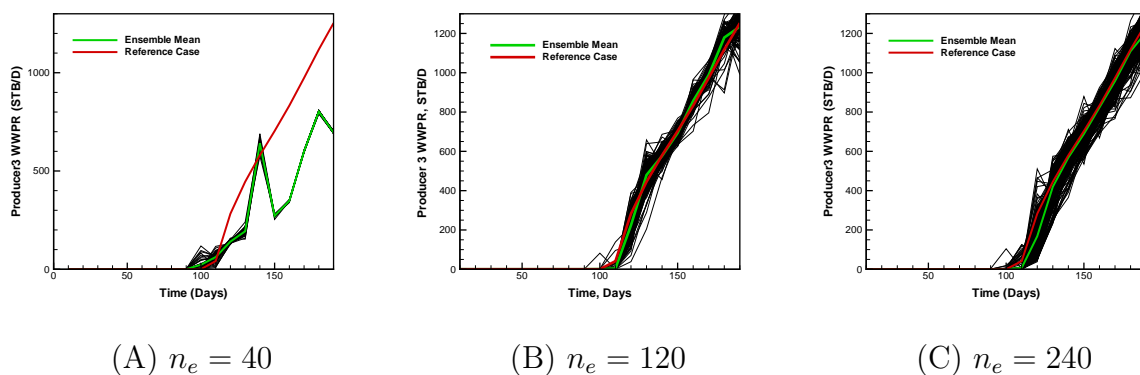 Producer3 WWPR (STB/D)
1000
500
0
0
50
100
150
Time (Days)
Ensemble Mean
Reference Case
(A) n_e = 40
Producer 3 WWPR, STB/D
1200
1000
800
600
400
200
0
50
100
150
Time, Days
Ensemble Mean
Reference Case
(B) n_e = 120
Producer3 WWPR (STB/D)
1200
1000
800
600
400
200
0
50
100
150
Time (Days)
Ensemble Mean
Reference Case
(C) n_e = 240